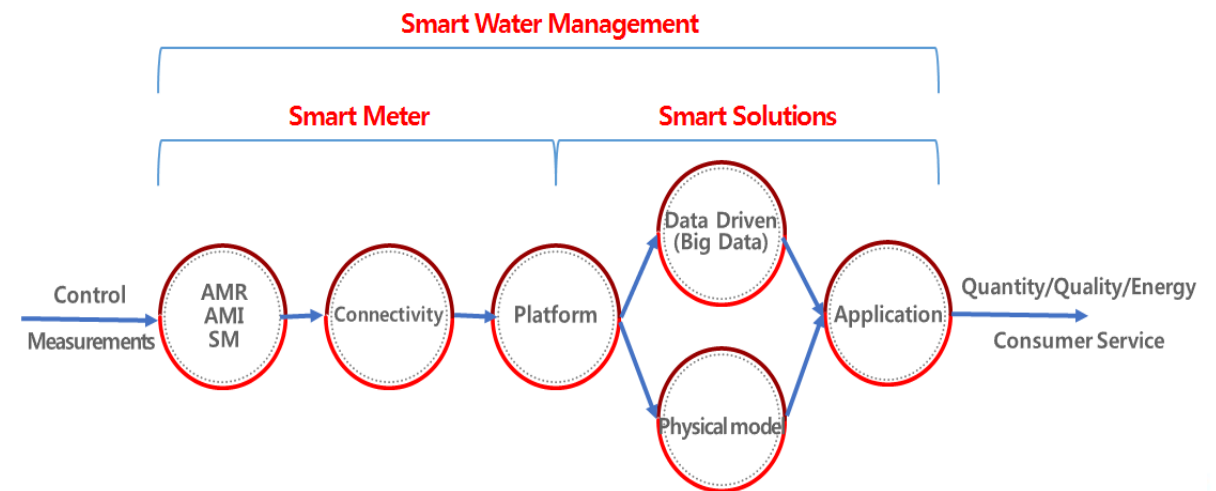 Smart Water Management
Smart Meter
Smart Solutions
Control
Measurements
AMR
AMI
SM
Connectivity
Platform
Data Driven
(Big Data)
Physical model
Application
Quantity/Quality/Energy
Consumer Service